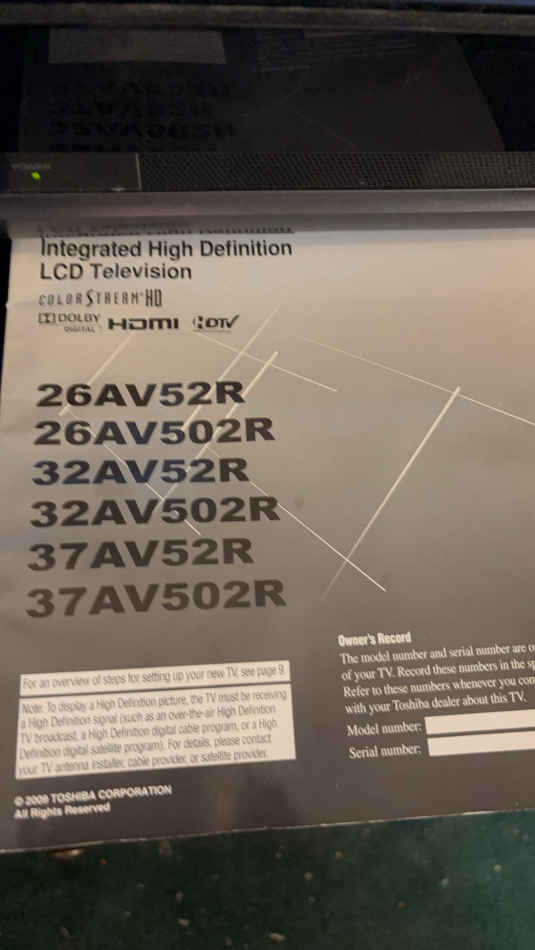 POWER
Integrated High Definition
LCD Television
COLORSTREAM® HD
DOLBY
DIGITAL
HDMI
HDTV
26AV52R
26AV502R
32AV52R
32AV502R
37AV52R
37AV502R
For an overview of steps for setting up your new TV, see page 9.
Note: To display a High Definition picture, the TV must be receiving
a High Definition signal (such as an over-the-air High Definition
TV broadcast, a High Definition digital cable program, or a High
Definition digital satellite program). For details, please contact
your TV antenna installer, cable provider, or satellite provider.
© 2009 TOSHIBA CORPORATION
All Rights Reserved
Owner's Record
The model number and serial number are
of your TV. Record these numbers in the
Refer to these numbers whenever you
with your Toshiba dealer about this TV.
Model number:
Serial number: